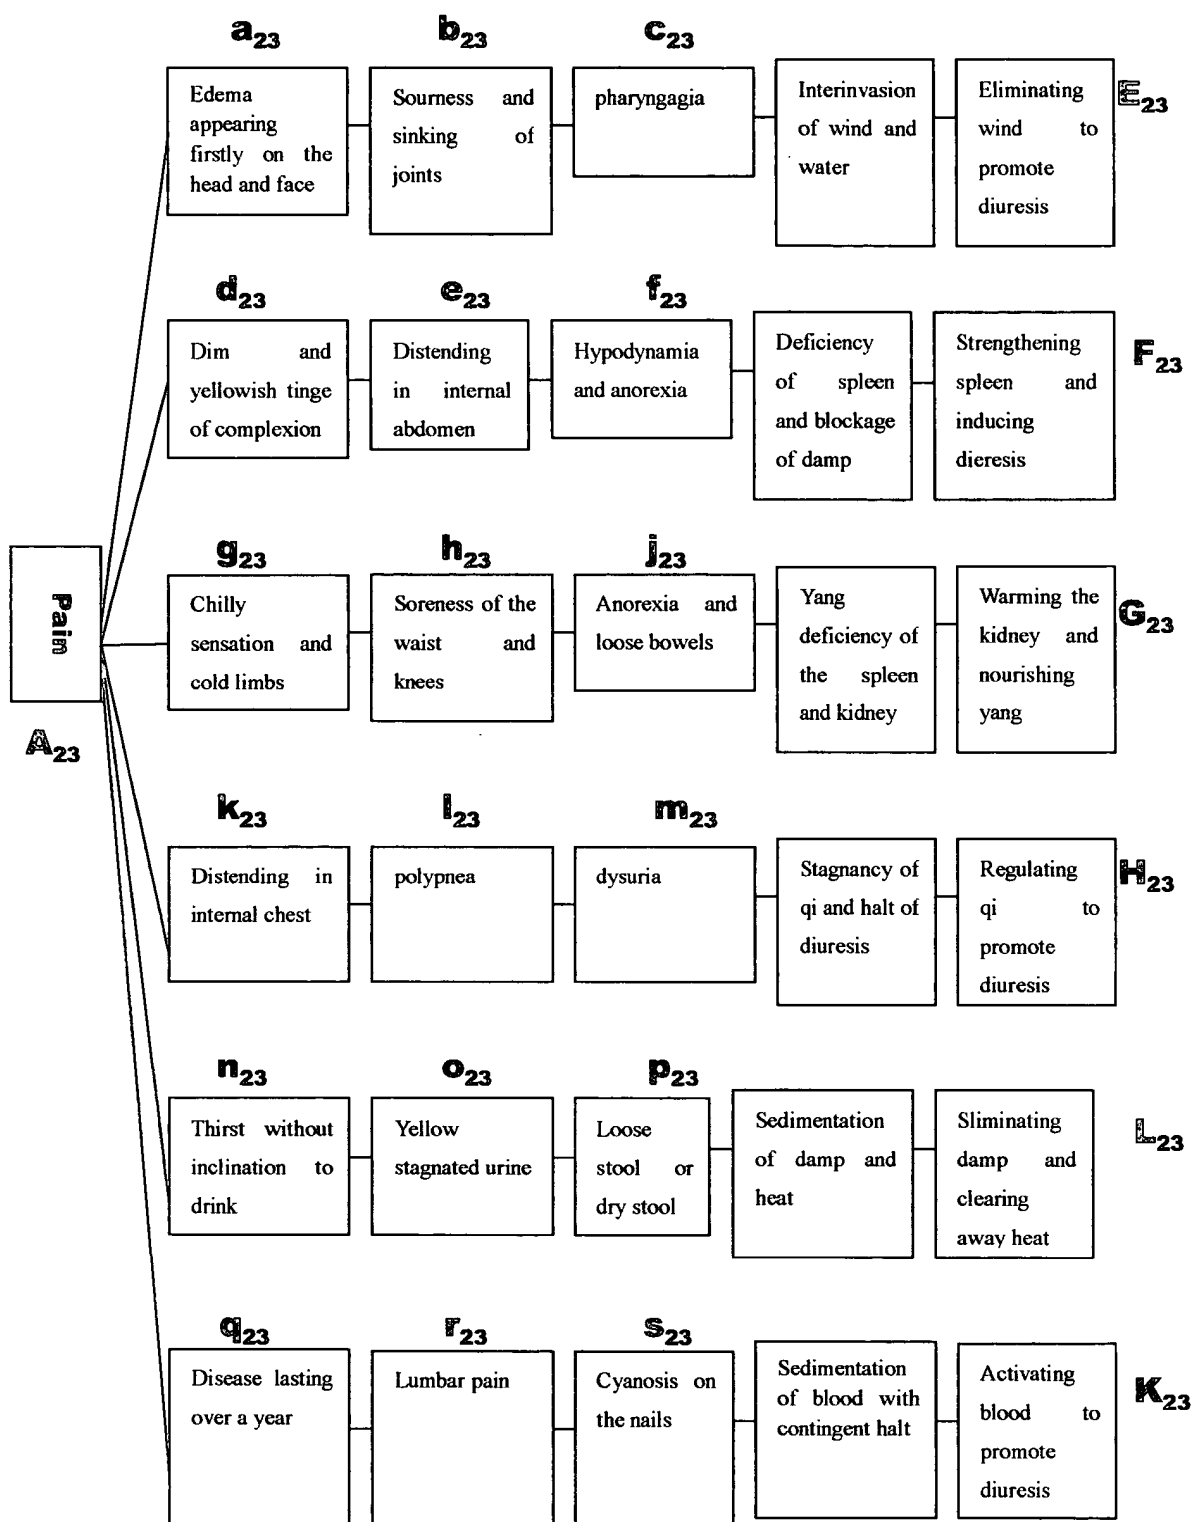 a23 b23 c23
Edema
appearing
firstly on the
head and face
Sourness and
sinking of
joints
pharyngagia
Interinvasion
of wind and
water
Eliminating
wind to
promote
diuresis
E23
d23 e23 f23
Dim and
yellowish tinge
of complexion
Distending
in internal
abdomen
Hypodynamia
and anorexia
Deficiency
of spleen
and blockage
of damp
Strengthening
spleen and
inducing
dieresis
F23
Pain
A23
g23 h23 j23
Chilly
sensation and
cold limbs
Soreness of the
waist and
knees
Anorexia and
loose bowels
Yang
deficiency of
the spleen
and kidney
Warming the
kidney and
nourishing
yang
G23
k23 l23 m23
Distending in
internal chest
polypnea
dysuria
Stagnancy of
qi and halt of
diuresis
Regulating
qi to
promote
diuresis
H23
n23 o23 p23
Thirst without
inclination to
drink
Yellow
stagnated urine
Loose
stool or
dry stool
Sedimentation
of damp and
heat
Sliminating
damp and
clearing
away heat
L23
q23 r23 s23
Disease lasting
over a year
Lumbar pain
Cyanosis on
the nails
Sedimentation
of blood with
contingent halt
Activating
blood to
promote
diuresis
K23